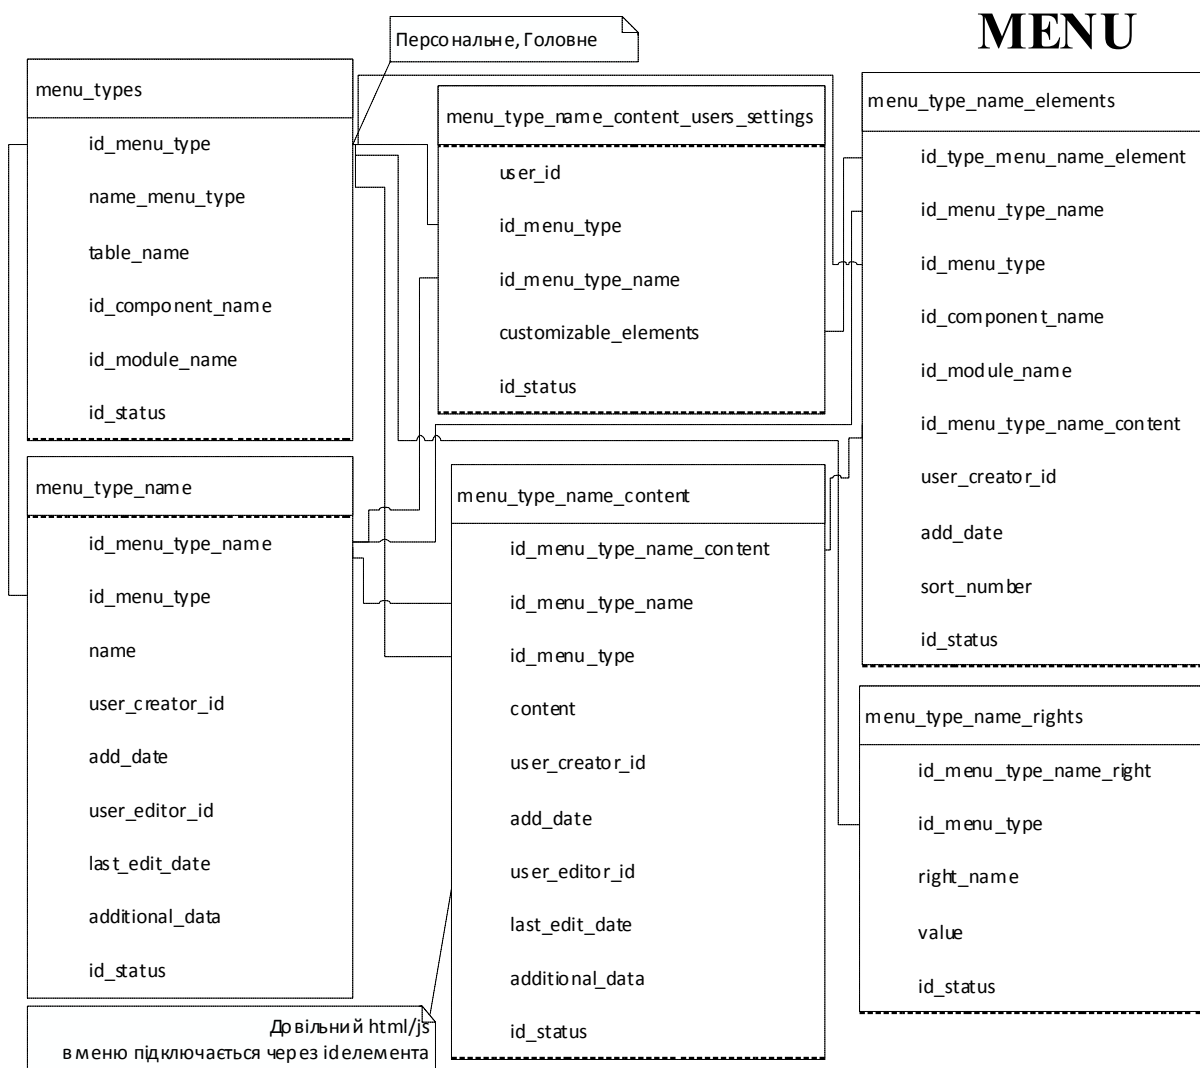 MENU
Персональне, Головне
menu_types
id_menu_type
name_menu_type
table_name
id_component_name
id_module_name
id_status
menu_type_name_content_users_settings
user_id
id_menu_type
id_menu_type_name
customizable_elements
id_status
menu_type_name_elements
id_type_menu_name_element
id_menu_type_name
id_menu_type
id_component_name
id_module_name
id_menu_type_name_content
user_creator_id
add_date
sort_number
id_status
menu_type_name
id_menu_type_name
id_menu_type
name
user_creator_id
add_date
user_editor_id
last_edit_date
additional_data
id_status
menu_type_name_content
id_menu_type_name_content
id_menu_type_name
id_menu_type
content
user_creator_id
add_date
user_editor_id
last_edit_date
additional_data
id_status
menu_type_name_rights
id_menu_type_name_right
id_menu_type
right_name
value
id_status
Довільний html/js
в меню підключається через id елемента